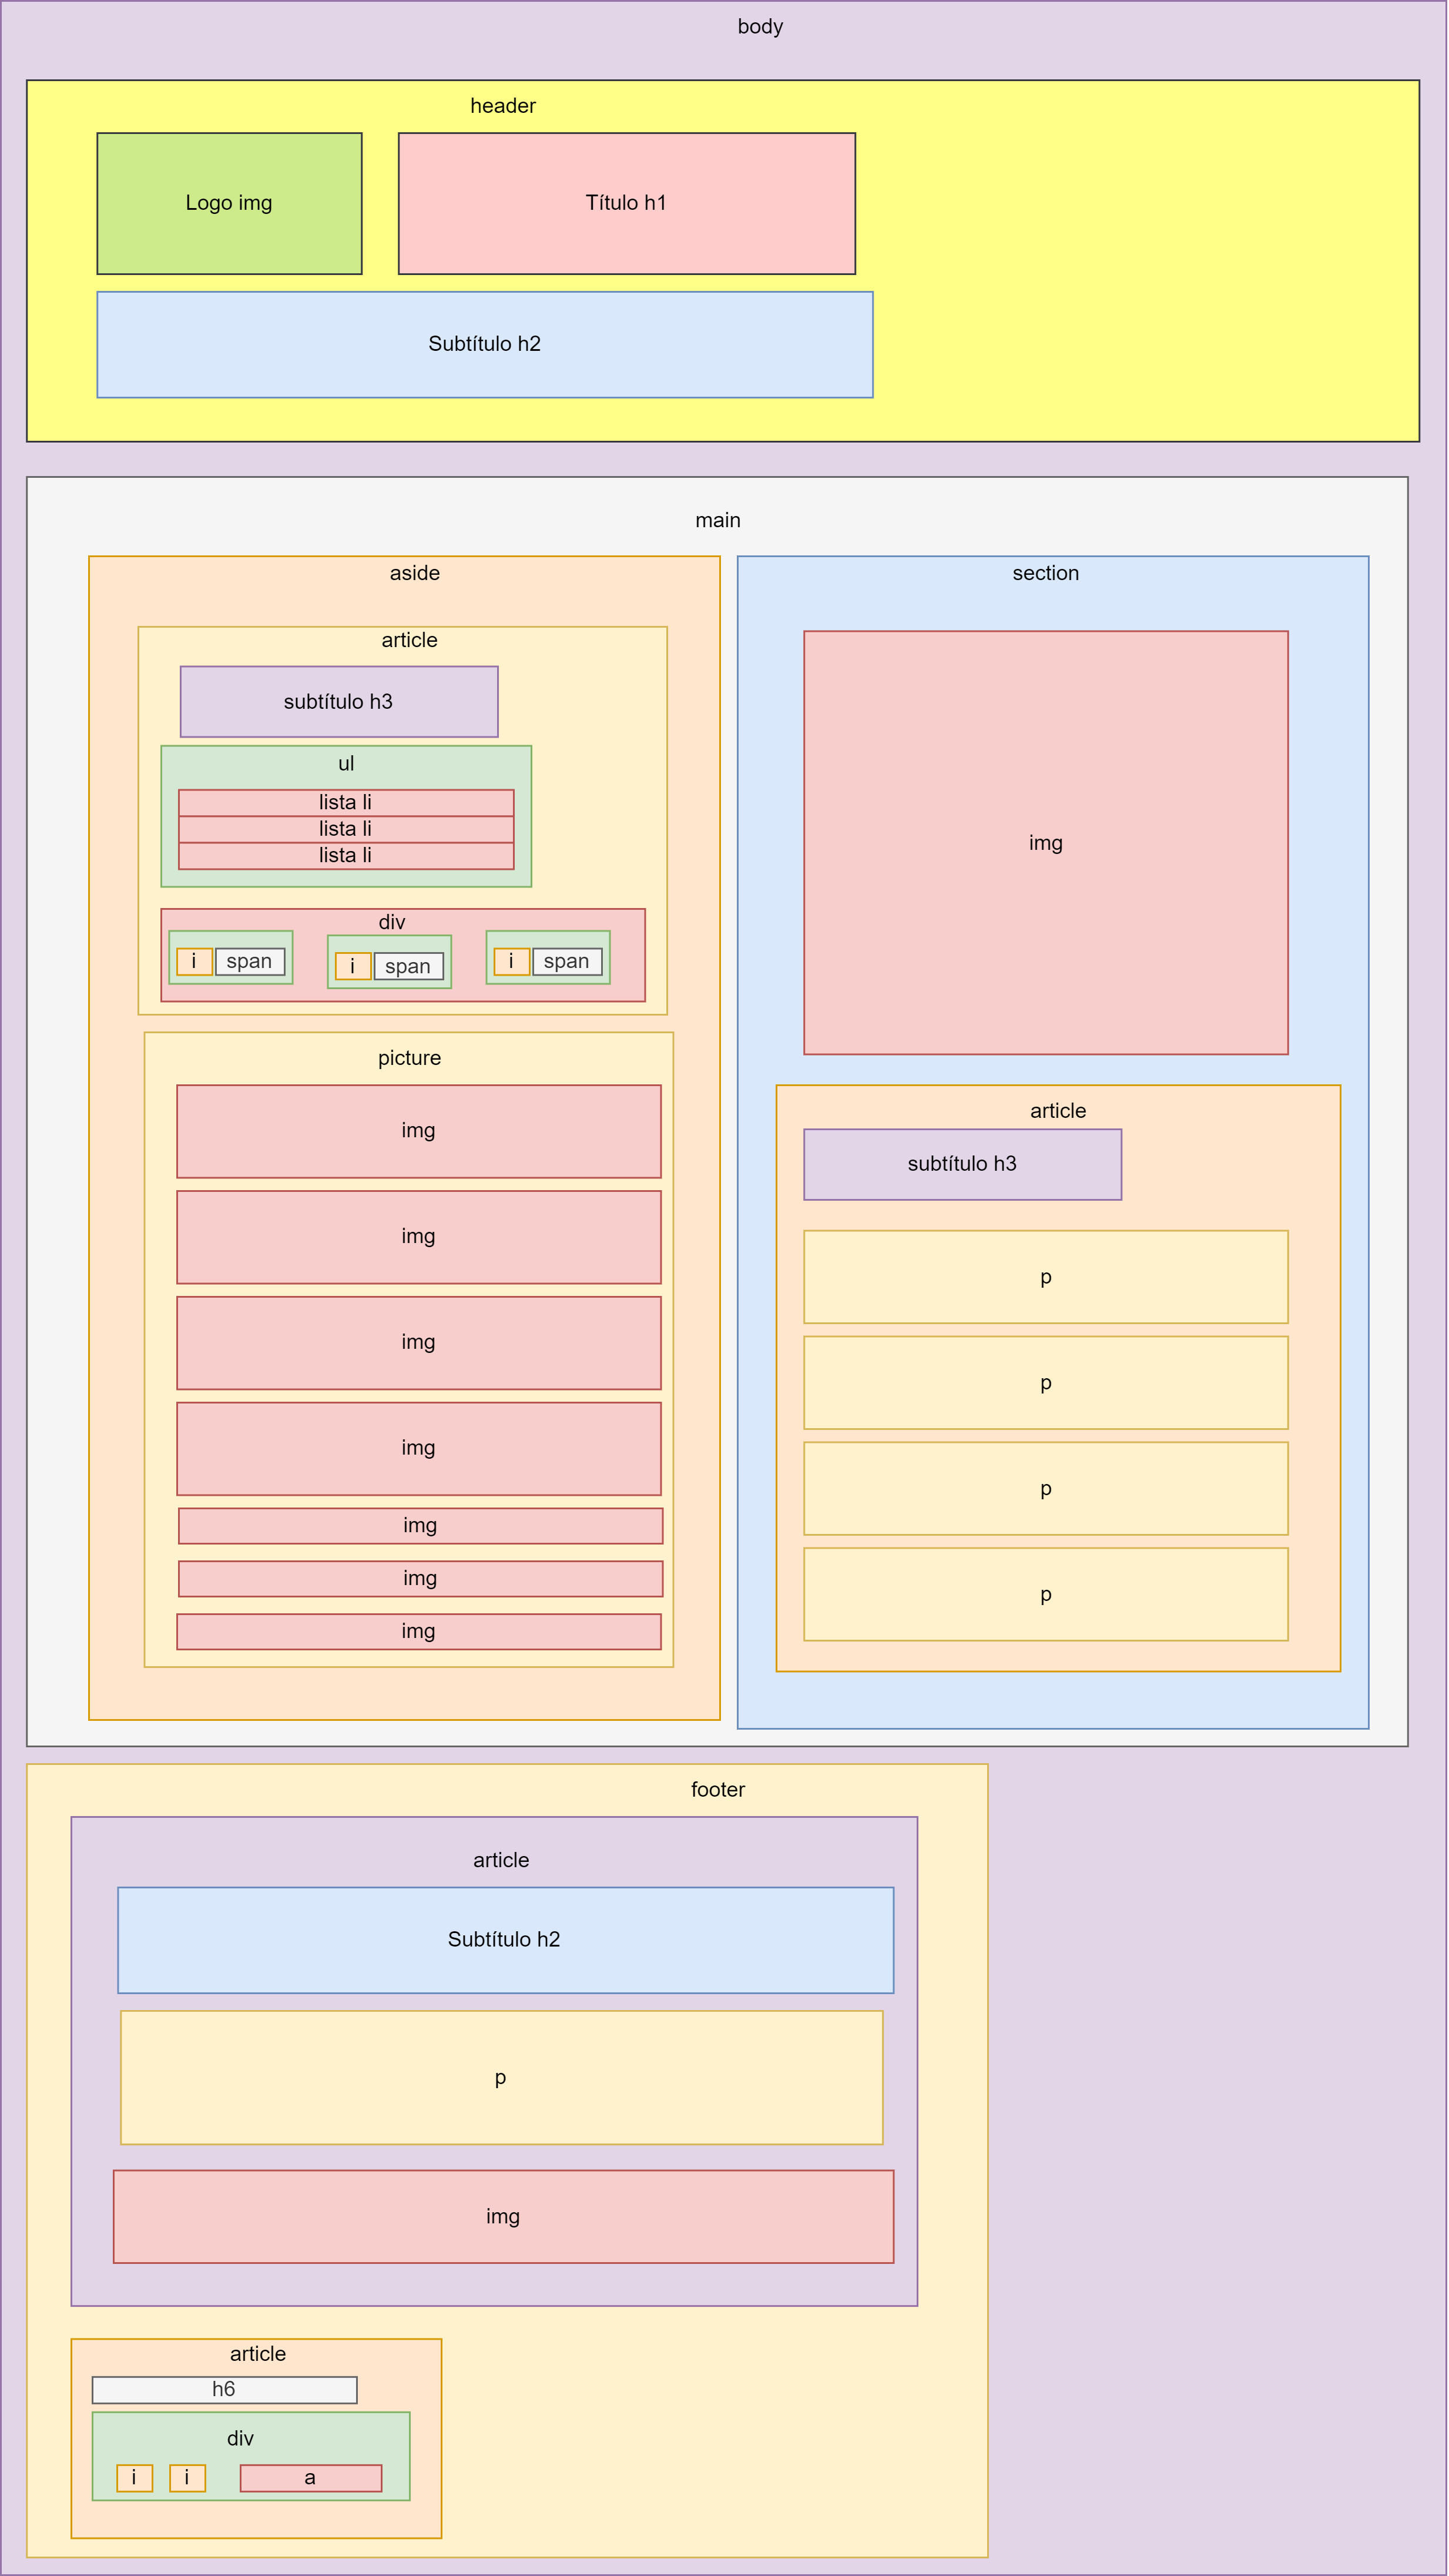 body
header
Logo img
Título h1
Subtítulo h2
main
aside
article
subtítulo h3
ul
lista li
lista li
lista li
div
i span
i span
i span
picture
img
img
img
img
img
img
img
section
img
article
subtítulo h3
p
p
p
p
footer
article
Subtítulo h2
p
img
article
h6
div
i i a